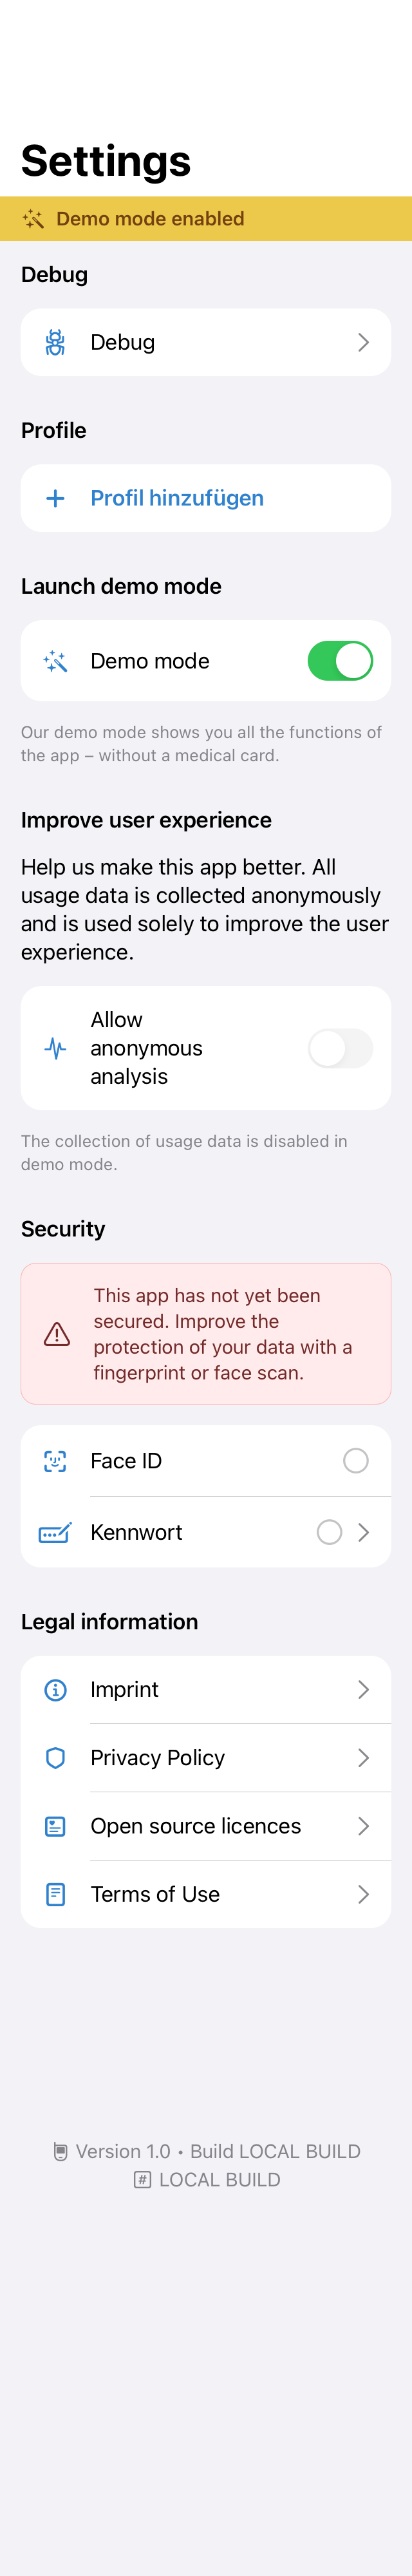 Settings
Demo mode enabled
Debug
Debug
Profile
Profil hinzufügen
Launch demo mode
Demo mode
Our demo mode shows you all the functions of
the app – without a medical card.
Improve user experience
Help us make this app better. All
usage data is collected anonymously
and is used solely to improve the user
experience.
Allow
anonymous
analysis
The collection of usage data is disabled in
demo mode.
Security
This app has not yet been
secured. Improve the
protection of your data with a
fingerprint or face scan.
Face ID
Kennwort
Legal information
Imprint
Privacy Policy
Open source licences
Terms of Use
Version 1.0 • Build LOCAL BUILD
# LOCAL BUILD